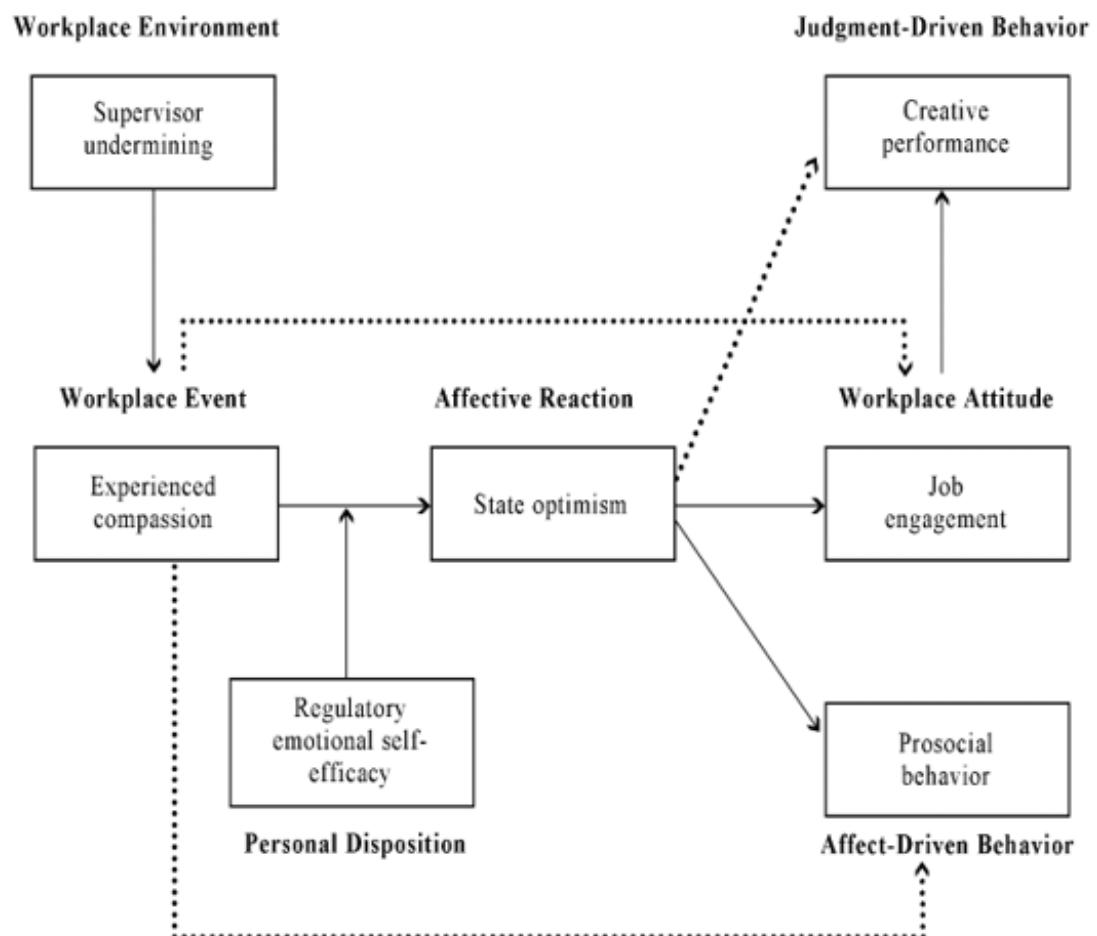 Workplace Environment
Judgment-Driven Behavior
Supervisor
undermining
Creative
performance
Workplace Event
Affective Reaction
Workplace Attitude
Experienced
compassion
State optimism
Job
engagement
Regulatory
emotional self-
efficacy
Personal Disposition
Prosocial
behavior
Affect-Driven Behavior